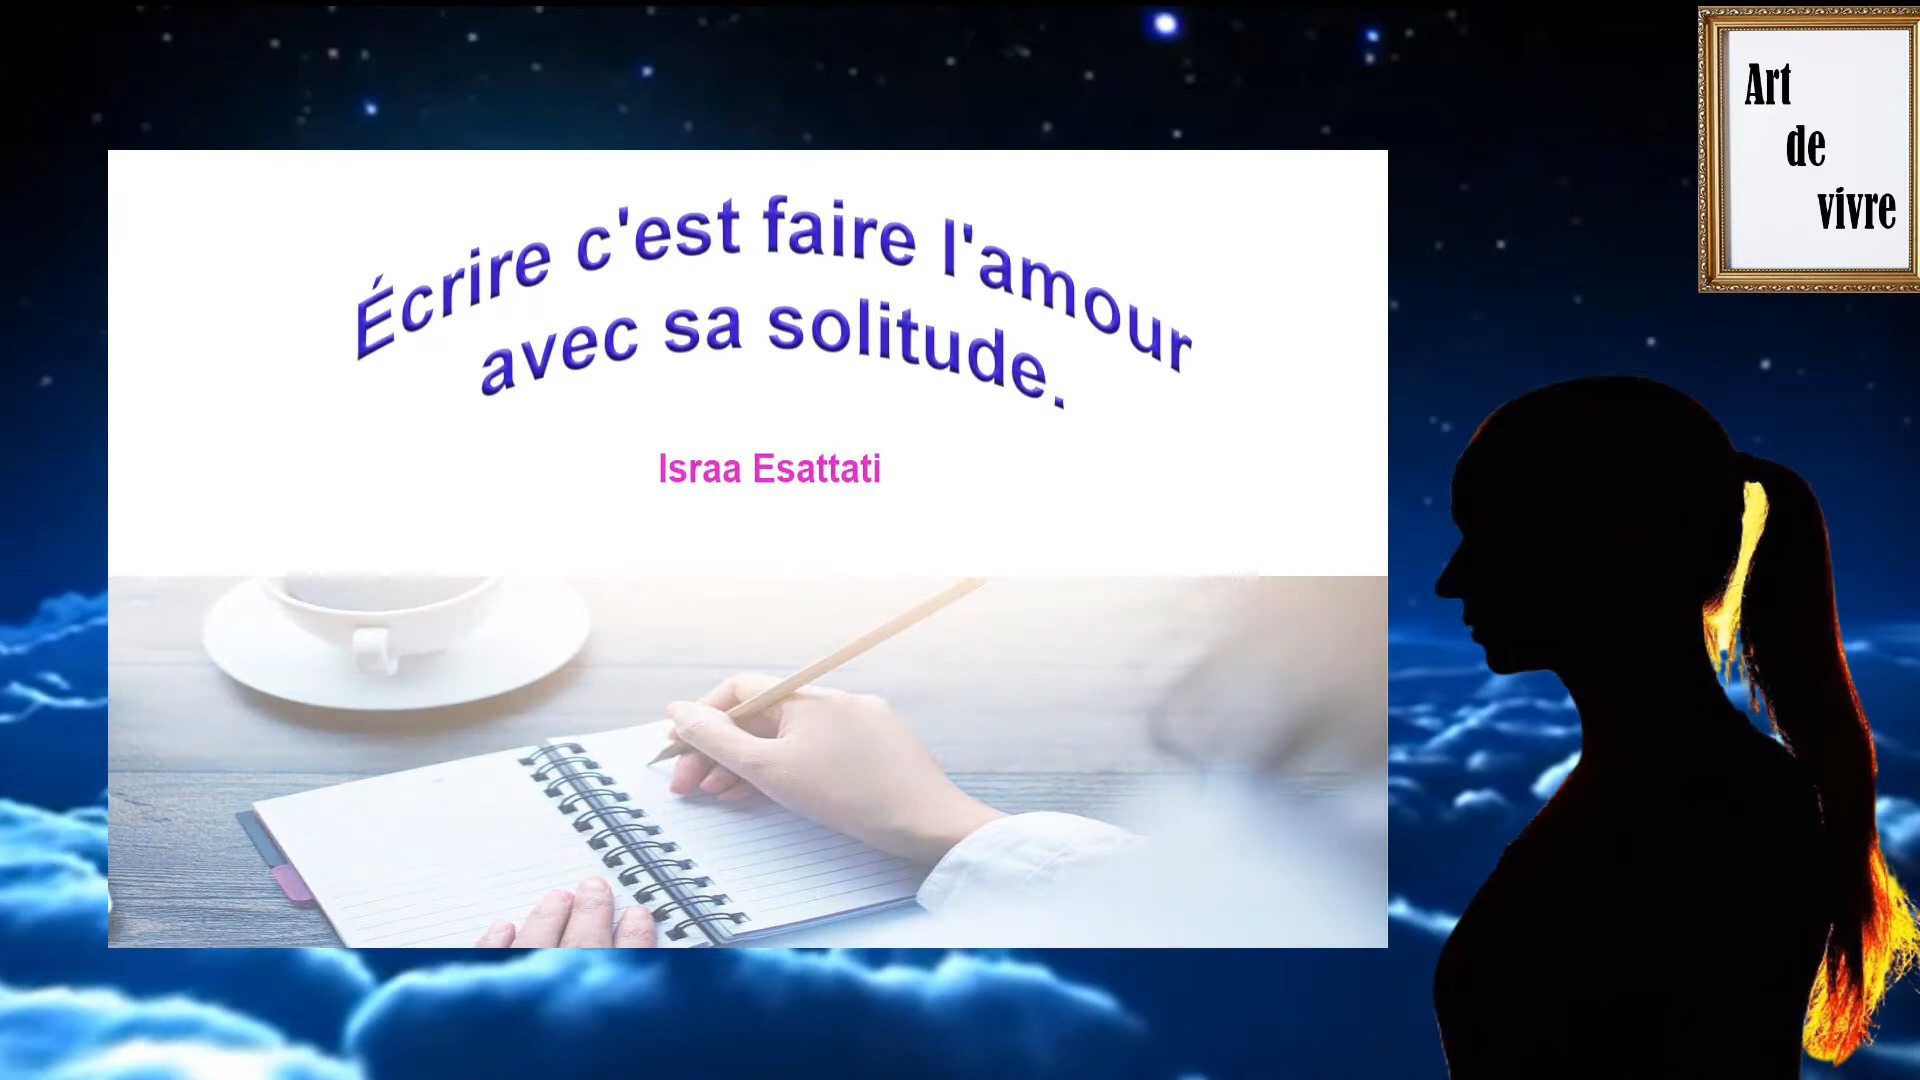 Écrire c'est faire l'amour
avec sa solitude.
Israa Esattati
Art
de
vivre